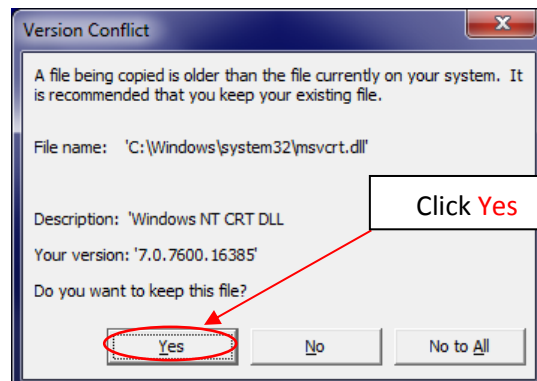 Version Conflict
A file being copied is older than the file currently on your system. It
is recommended that you keep your existing file.
File name: 'C:\Windows\system32\msvcrt.dll'
Click Yes
Description: 'Windows NT CRT DLL
Your version: '7.0.7600.16385'
Do you want to keep this file?
Yes No No to All